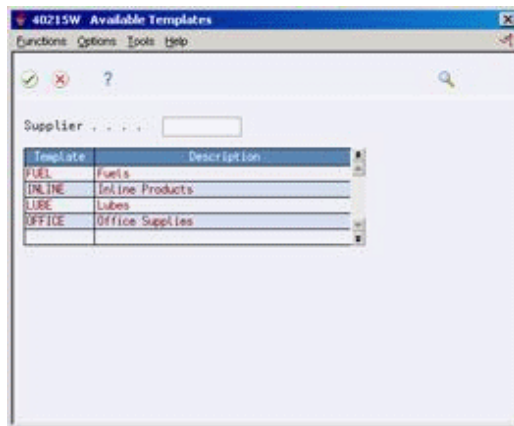 40215W Available Templates
Functions Options Tools Help
?
Supplier . . . .
Template Description
FUEL Fuels
INLINE Inline Products
LUBE Lubes
OFFICE Office Supplies